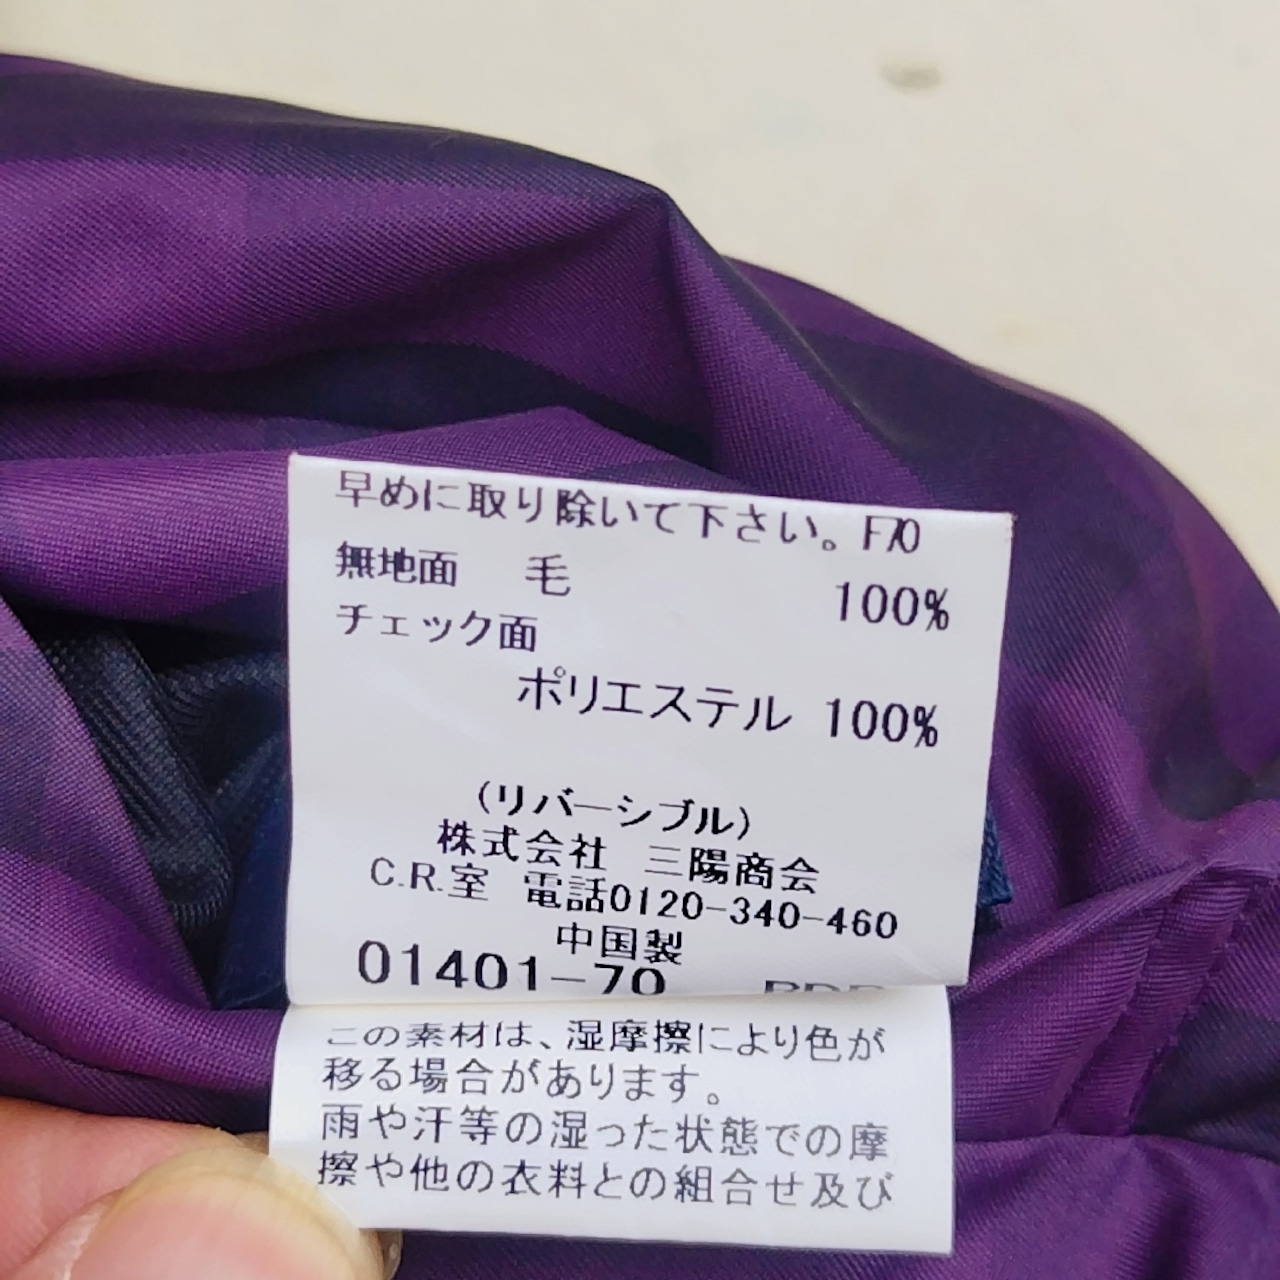 早めに取り除いて下さい。F70
無地面 毛 100%
チェック面
ポリエステル 100%
(リバーシブル)
株式会社 三陽商会
C.R.室 電話0120-340-460
中国製
01401-70
この素材は、湿摩擦により色が
移る場合があります。
雨や汗等の湿った状態での摩
擦や他の衣料との組合せ及び